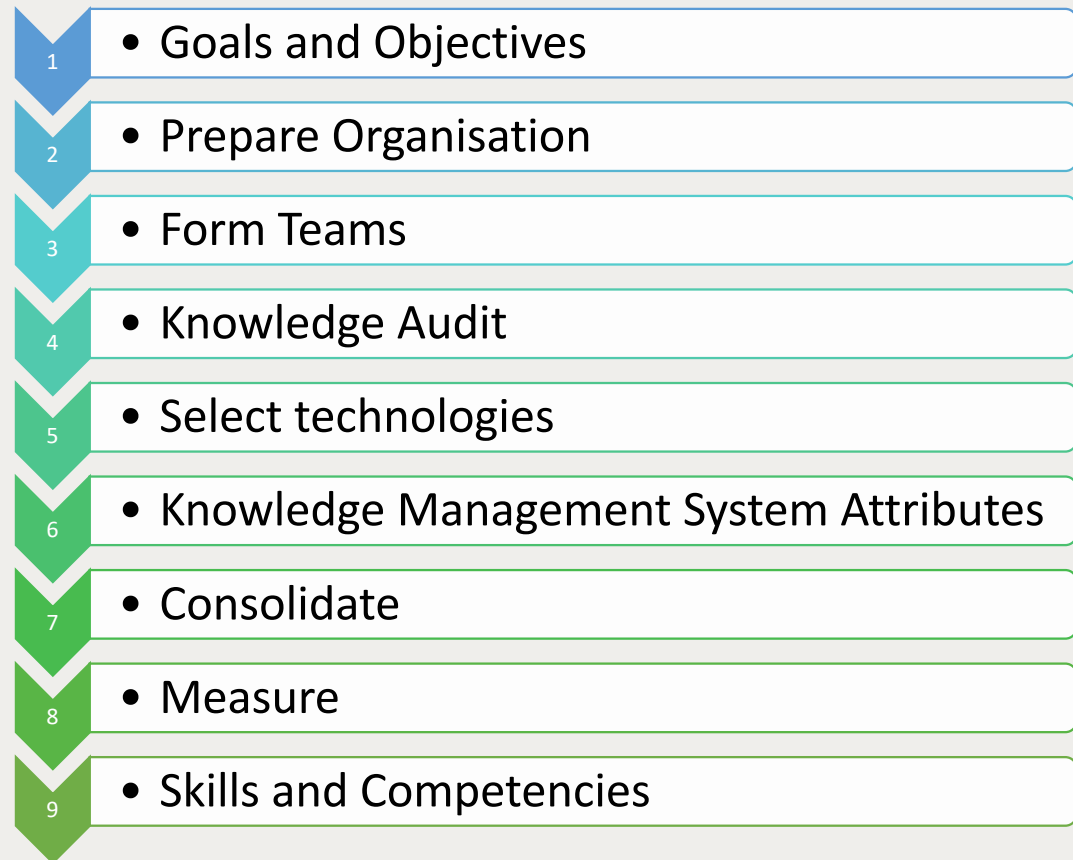 1 • Goals and Objectives
2 • Prepare Organisation
3 • Form Teams
4 • Knowledge Audit
5 • Select technologies
6 • Knowledge Management System Attributes
7 • Consolidate
8 • Measure
9 • Skills and Competencies